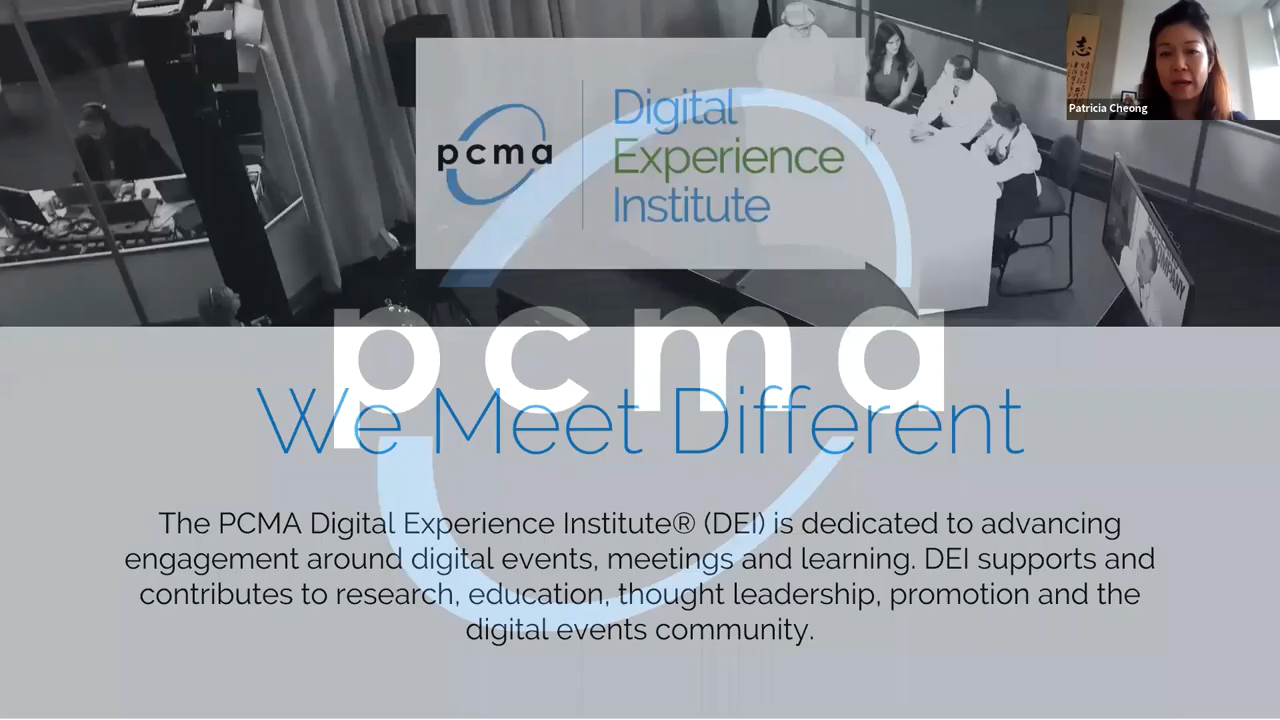 pcma
Digital
Experience
Institute
志
Patricia Cheong
COMPANY
pcma
We Meet Different
The PCMA Digital Experience Institute® (DEI) is dedicated to advancing
engagement around digital events, meetings and learning. DEI supports and
contributes to research, education, thought leadership, promotion and the
digital events community.